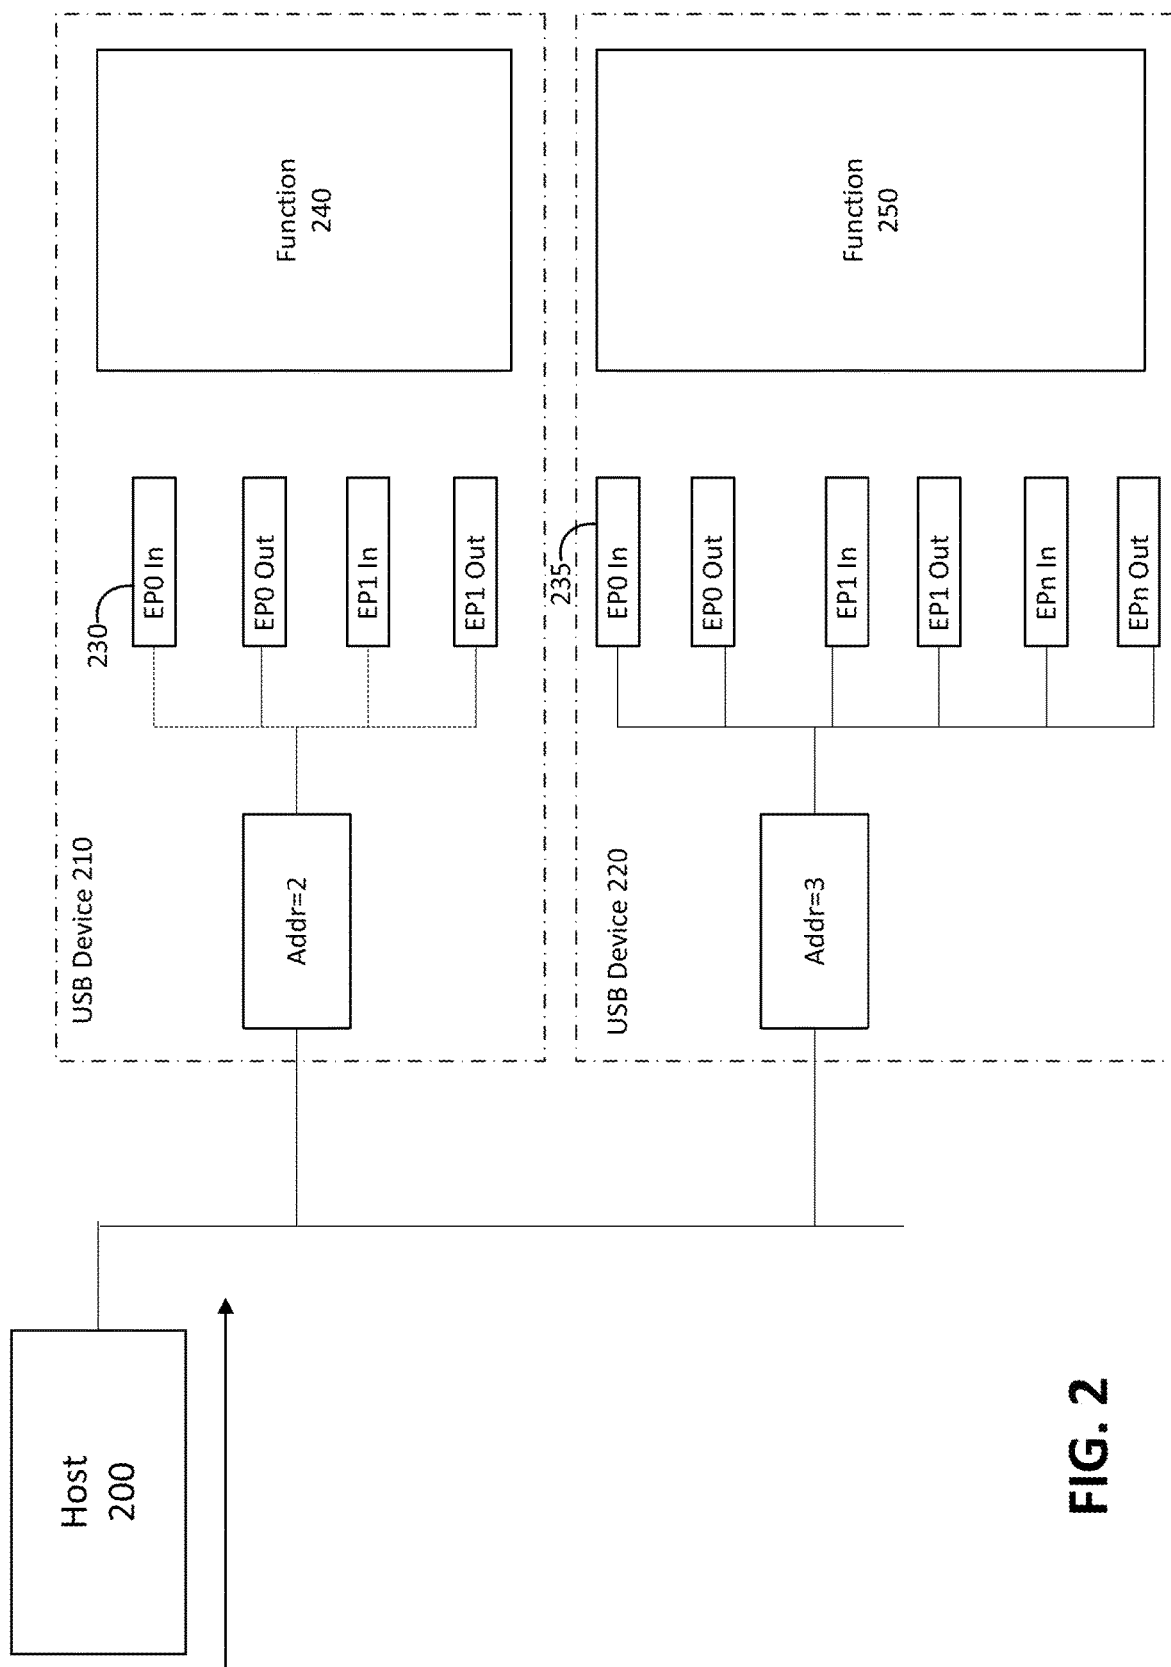 Host
200
USB Device 210
Addr=2
230
EP0 In
EP0 Out
EP1 In
EP1 Out
Function
240
USB Device 220
Addr=3
235
EP0 In
EP0 Out
EP1 In
EP1 Out
EPn In
EPn Out
Function
250
FIG. 2